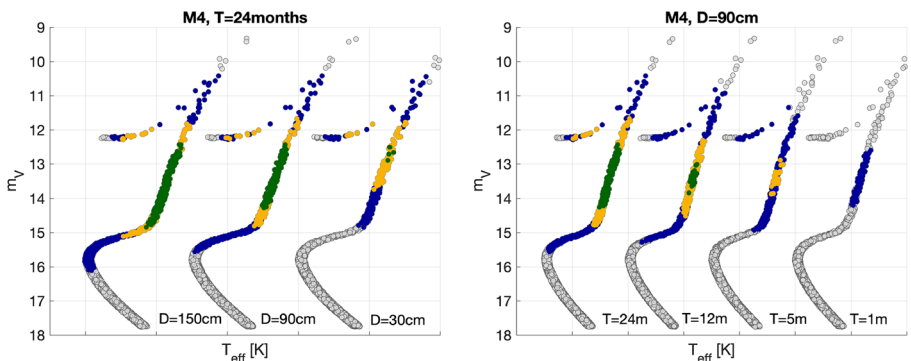 M4, T=24months
9
10
11
12
13
14
15
16
17
18
m_V
D=150cm
D=90cm
D=30cm
T_eff [K]
M4, D=90cm
9
10
11
12
13
14
15
16
17
18
m_V
T=24m
T=12m
T=5m
T=1m
T_eff [K]